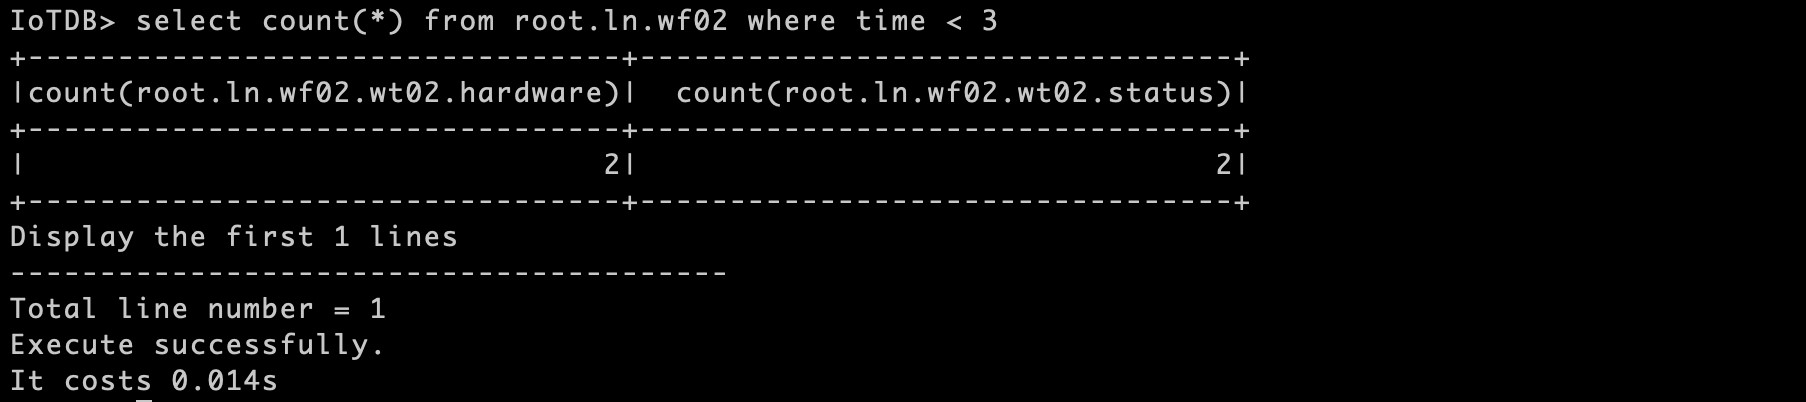 IoTDB> select count(*) from root.ln.wf02 where time < 3
+---------------------------------+---------------------------------+
|count(root.ln.wf02.wt02.hardware)|  count(root.ln.wf02.wt02.status)|
+---------------------------------+---------------------------------+
|                                2|                                2|
+---------------------------------+---------------------------------+
Display the first 1 lines
----------------------------------------
Total line number = 1
Execute successfully.
It costs 0.014s